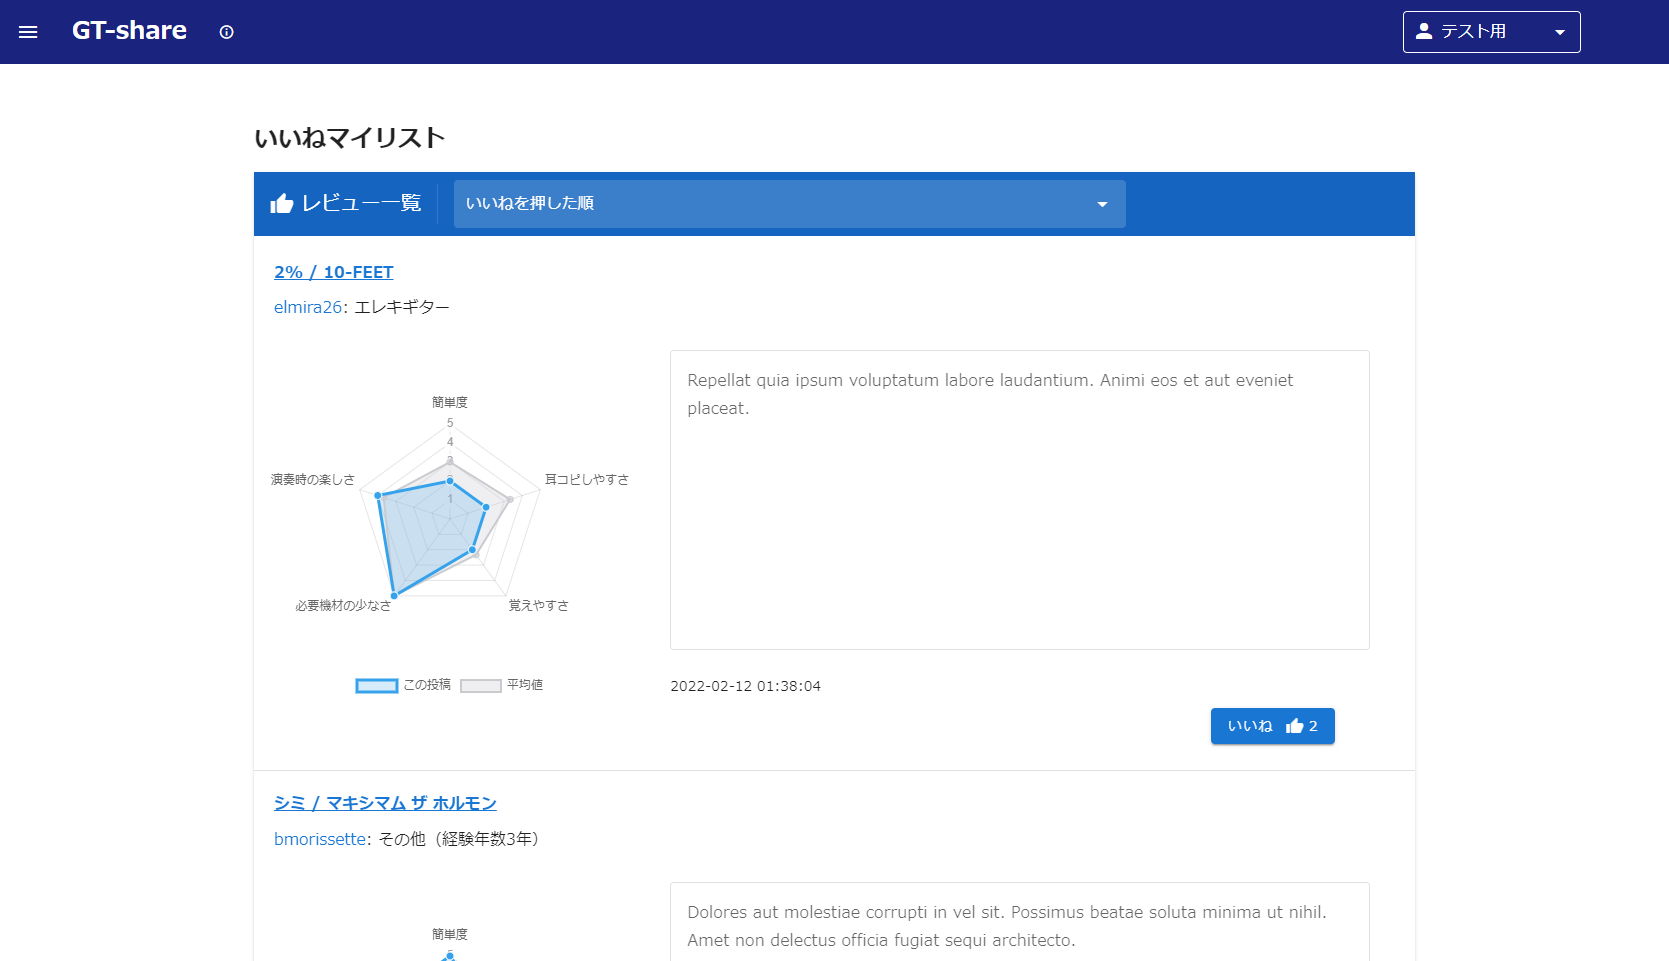 GT-share
テスト用
いいねマイリスト
レビュー一覧
いいねを押した順
2% / 10-FEET
elmira26: エレキギター
Repellat quia ipsum voluptatum labore laudantium. Animi eos et aut eveniet
placeat.
簡単度
5
4
3
2
1
演奏時の楽しさ
耳コピしやすさ
必要機材の少なさ
覚えやすさ
この投稿
平均値
2022-02-12 01:38:04
いいね 2
シミ / マキシマム ザ ホルモン
bmorissette: その他（経験年数3年）
Dolores aut molestiae corrupti in vel sit. Possimus beatae soluta minima ut nihil.
Amet non delectus officia fugiat sequi architecto.
簡単度
5